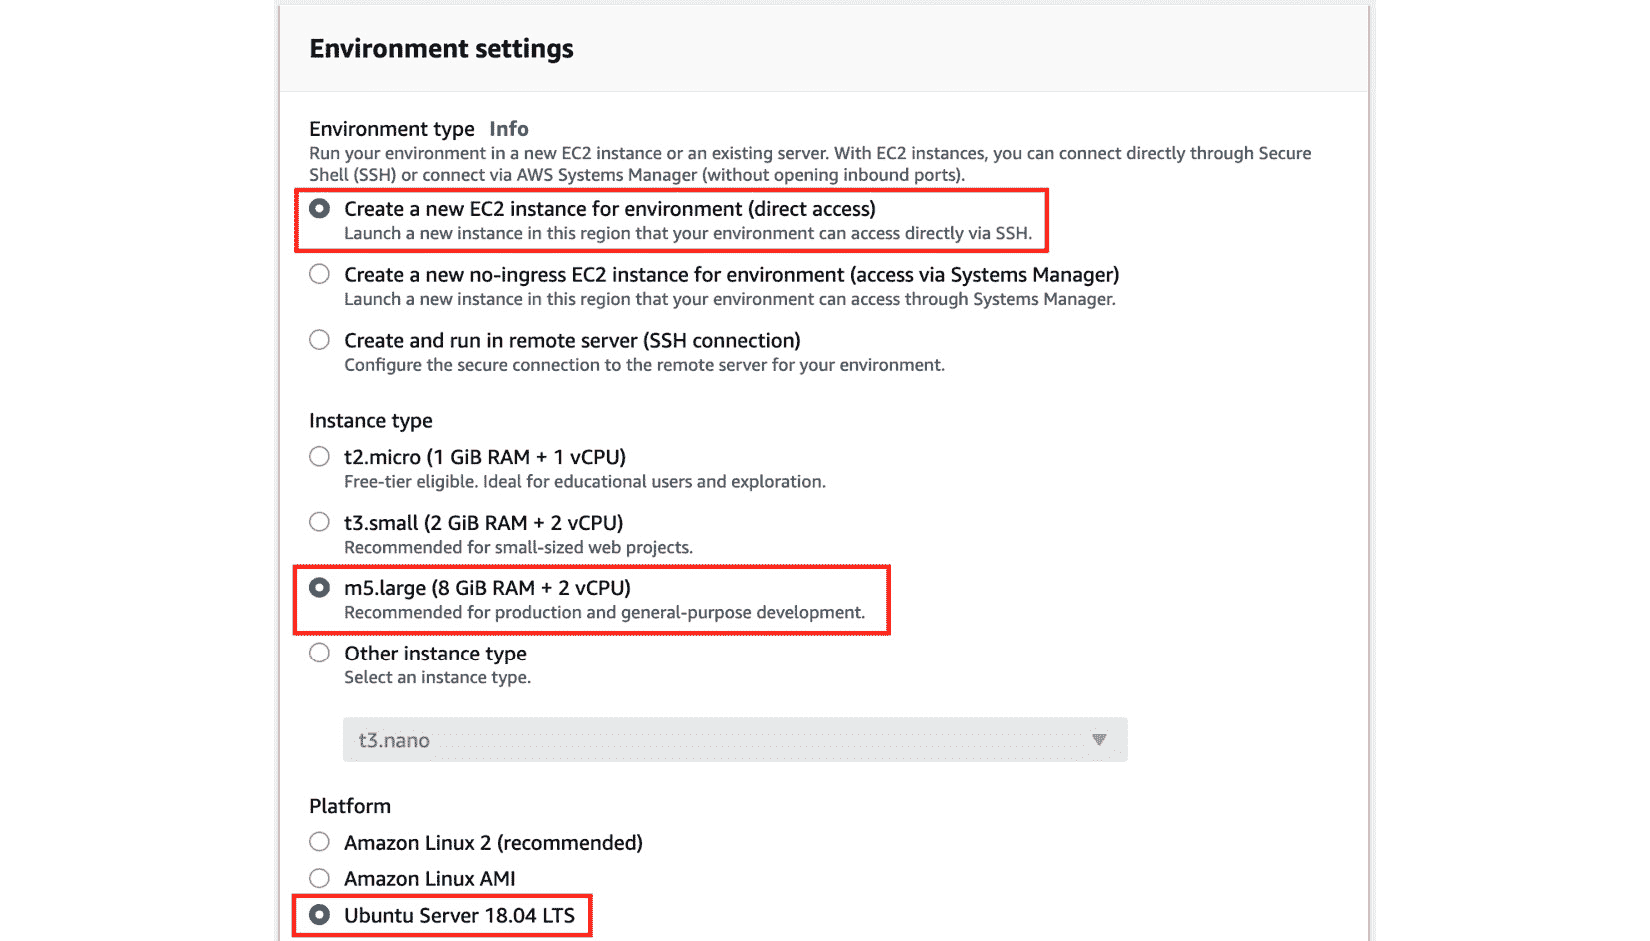 Environment settings
Environment type Info
Run your environment in a new EC2 instance or an existing server. With EC2 instances, you can connect directly through Secure
Shell (SSH) or connect via AWS Systems Manager (without opening inbound ports).
Create a new EC2 instance for environment (direct access)
Launch a new instance in this region that your environment can access directly via SSH.
Create a new no-ingress EC2 instance for environment (access via Systems Manager)
Launch a new instance in this region that your environment can access through Systems Manager.
Create and run in remote server (SSH connection)
Configure the secure connection to the remote server for your environment.
Instance type
t2.micro (1 GiB RAM + 1 vCPU)
Free-tier eligible. Ideal for educational users and exploration.
t3.small (2 GiB RAM + 2 vCPU)
Recommended for small-sized web projects.
m5.large (8 GiB RAM + 2 vCPU)
Recommended for production and general-purpose development.
Other instance type
Select an instance type.
t3.nano
Platform
Amazon Linux 2 (recommended)
Amazon Linux AMI
Ubuntu Server 18.04 LTS